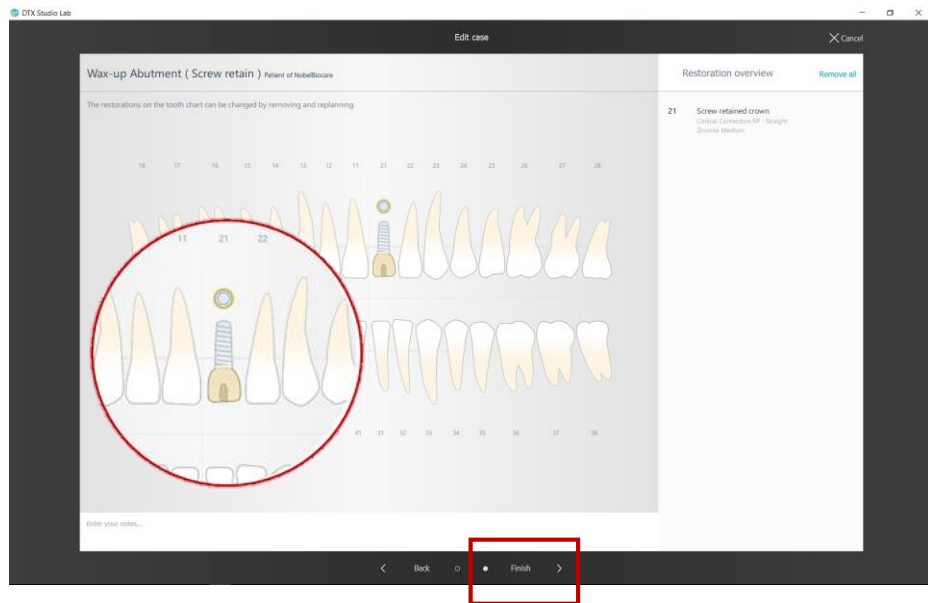 DTX Studio Lab
Edit case
Cancel
Wax-up Abutment ( Screw retain ) Patient of NobelBiocare
Restoration overview
Remove all
The restorations on the tooth chart can be changed by removing and replanning.
21 Screw retained crown
Conical Connection RP - Straight
Zirconia Medium
18 17 16 15 14 13 12 11 21 22 23 24 25 26 27 28
11 21 22
41 31 32 33 34 35 36 37 38
Enter your notes...
Back
Finish